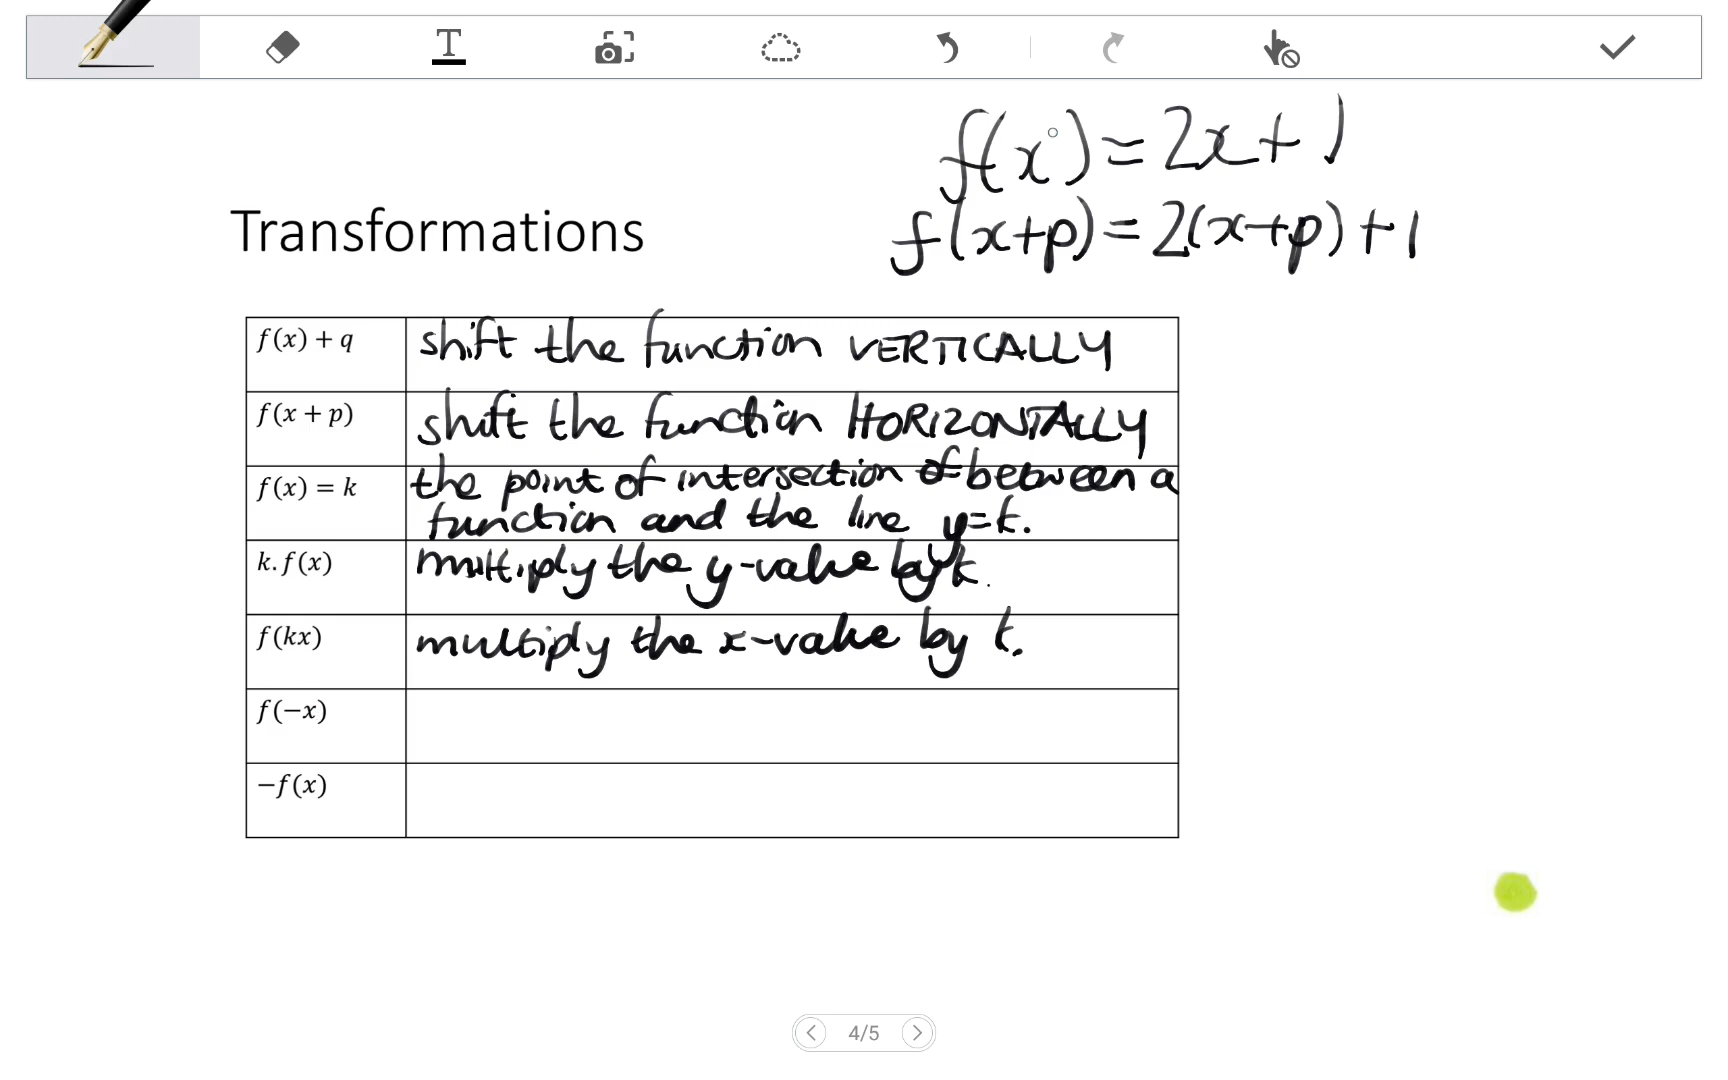 T
f(x) = 2x + 1
Transformations
f(x+p) = 2(x+p) + 1
f(x) + q shift the function VERTICALLY
f(x + p) shift the function HORIZONTALLY
f(x) = k the point of intersection of between a
function and the line y=k.
k. f(x) multiply the y-value by k.
f(kx) multiply the x-value by k.
f(−x)
−f(x)
4/5